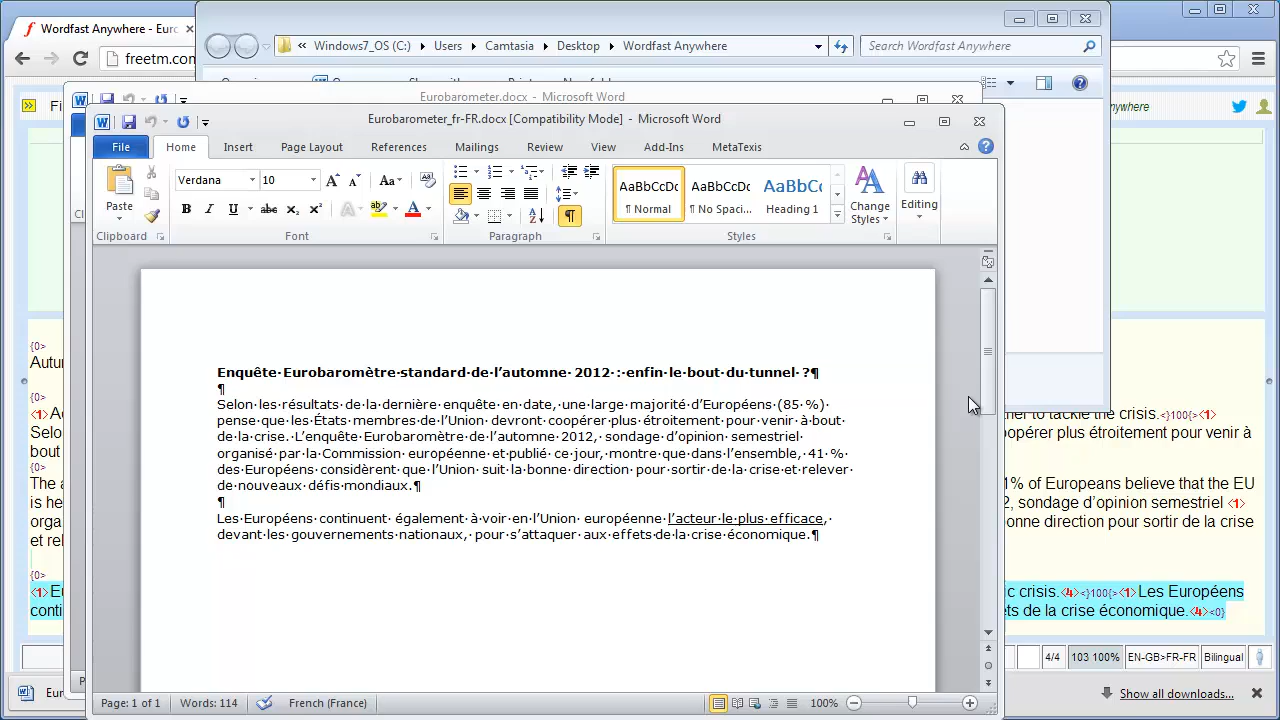 Wordfast Anywhere - Euro
freetm.com
Windows7_OS (C:) Users Camtasia Desktop Wordfast Anywhere
Search Wordfast Anywhere
Eurobarometer.docx - Microsoft Word
Eurobarometer_fr-FR.docx [Compatibility Mode] - Microsoft Word
File Home Insert Page Layout References Mailings Review View Add-Ins MetaTexis
Verdana 10
Paste
Clipboard Font Paragraph Styles
AaBbCcDc AaBbCcDc AaBbCc
¶ Normal ¶ No Spaci... Heading 1
Change Styles
Editing
Enquête· Eurobaromètre·standard·de·l’automne· 2012·:·enfin·le·bout·du·tunnel· ?¶
¶
Selon·les·résultats· de·la·dernière·enquête·en·date,·une·large·majorité·d’Européens·(85·%)·
pense·que·les·États·membres·de·l’Union· devront·coopérer·plus·étroitement·pour·venir·à·bout·
de·la·crise.·L’enquête·Eurobaromètre·de·l’automne·2012,· sondage·d’opinion· semestriel·
organisé·par·la·Commission· européenne·et·publié·ce·jour,·montre·que·dans·l’ensemble,·41·%·
des·Européens·considèrent·que·l’Union· suit·la·bonne·direction· pour·sortir·de·la·crise·et·relever·
de·nouveaux· défis·mondiaux.¶
¶
Les·Européens·continuent· également· à·voir·en·l’Union· européenne·l’acteur·le·plus·efficace,·
devant·les·gouvernements·nationaux,· pour·s’attaquer· aux·effets·de·la·crise·économique.¶
{0>
Autu
{0>
<1>
Selo
bout
{0>
The a
is he
orga
et rel
{0>
<1>Eu
conti
nywhere
her to tackle the crisis.<}100{><1>
opérer plus étroitement pour venir à
1% of Europeans believe that the EU
2, sondage d’opinion semestriel <1>
bonne direction pour sortir de la crise
ic crisis.<4><}100{><1>Les Européens
ts de la crise économique.<4><0}
4/4 103 100% EN-GB>FR-FR Bilingual
Page: 1 of 1 Words: 114 French (France) 100%
Show all downloads...